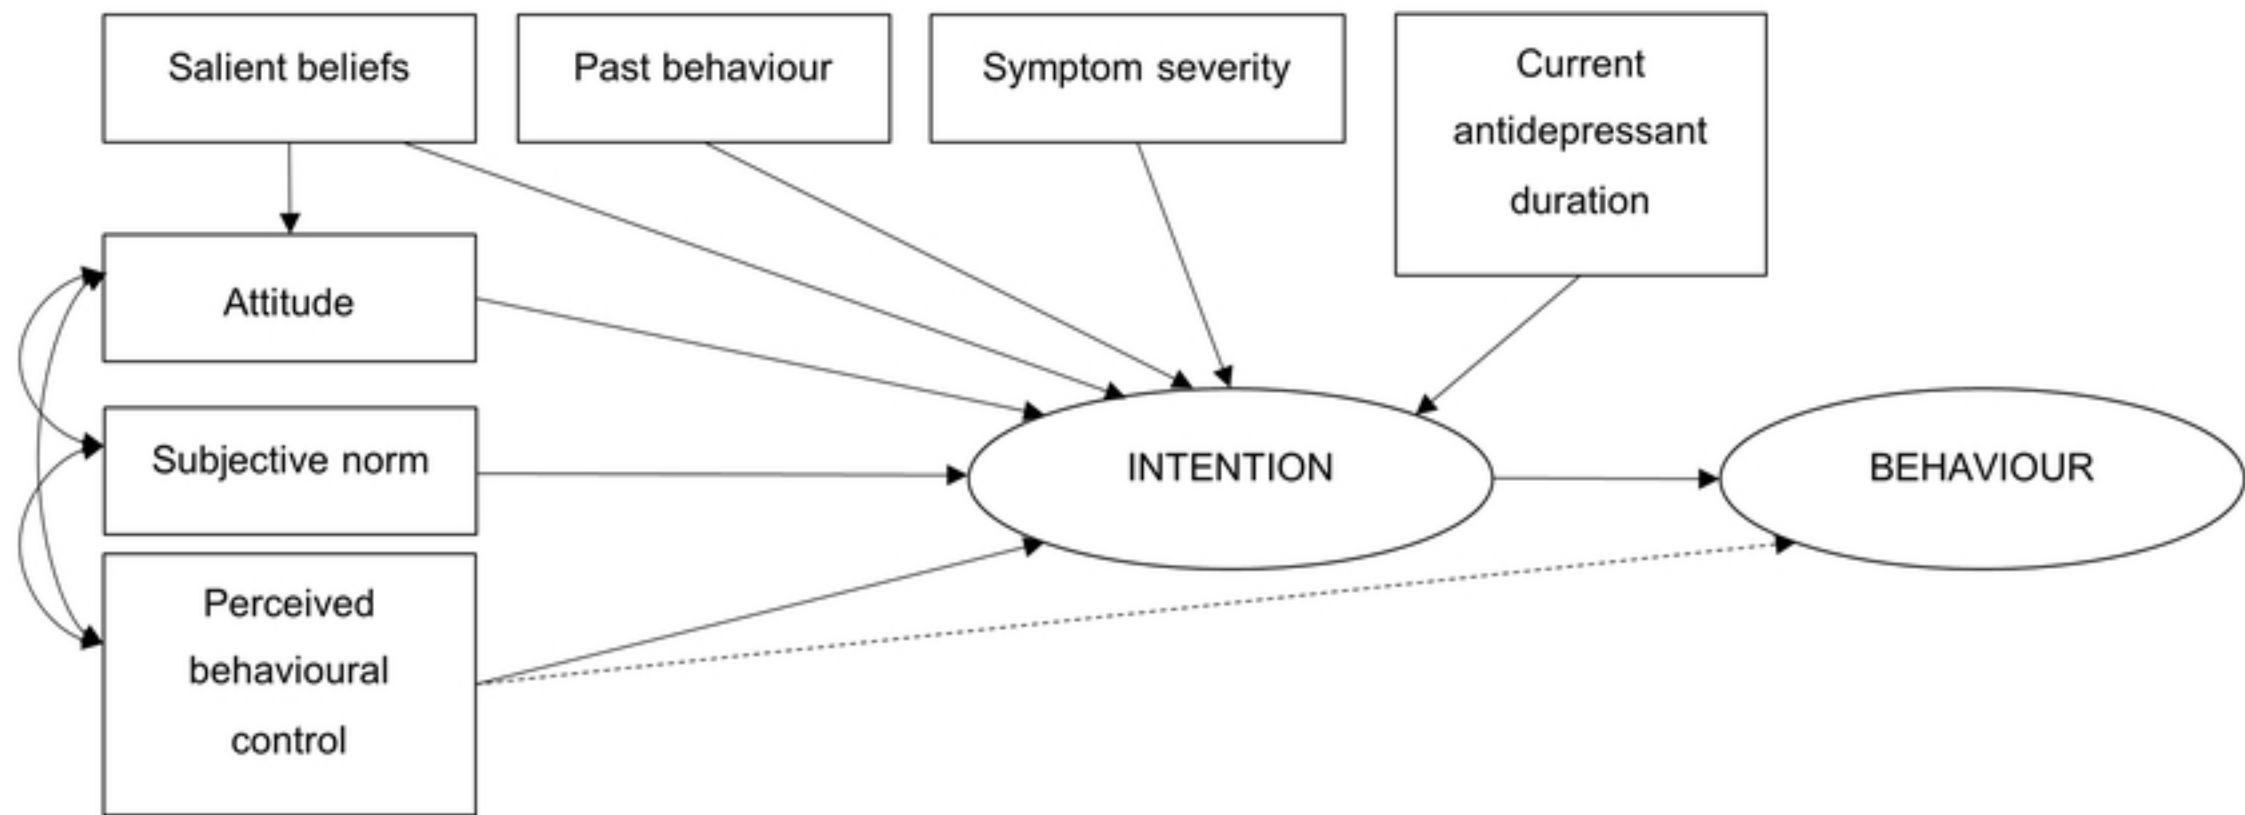 Salient beliefs
Past behaviour
Symptom severity
Current
antidepressant
duration
Attitude
Subjective norm
INTENTION
BEHAVIOUR
Perceived
behavioural
control